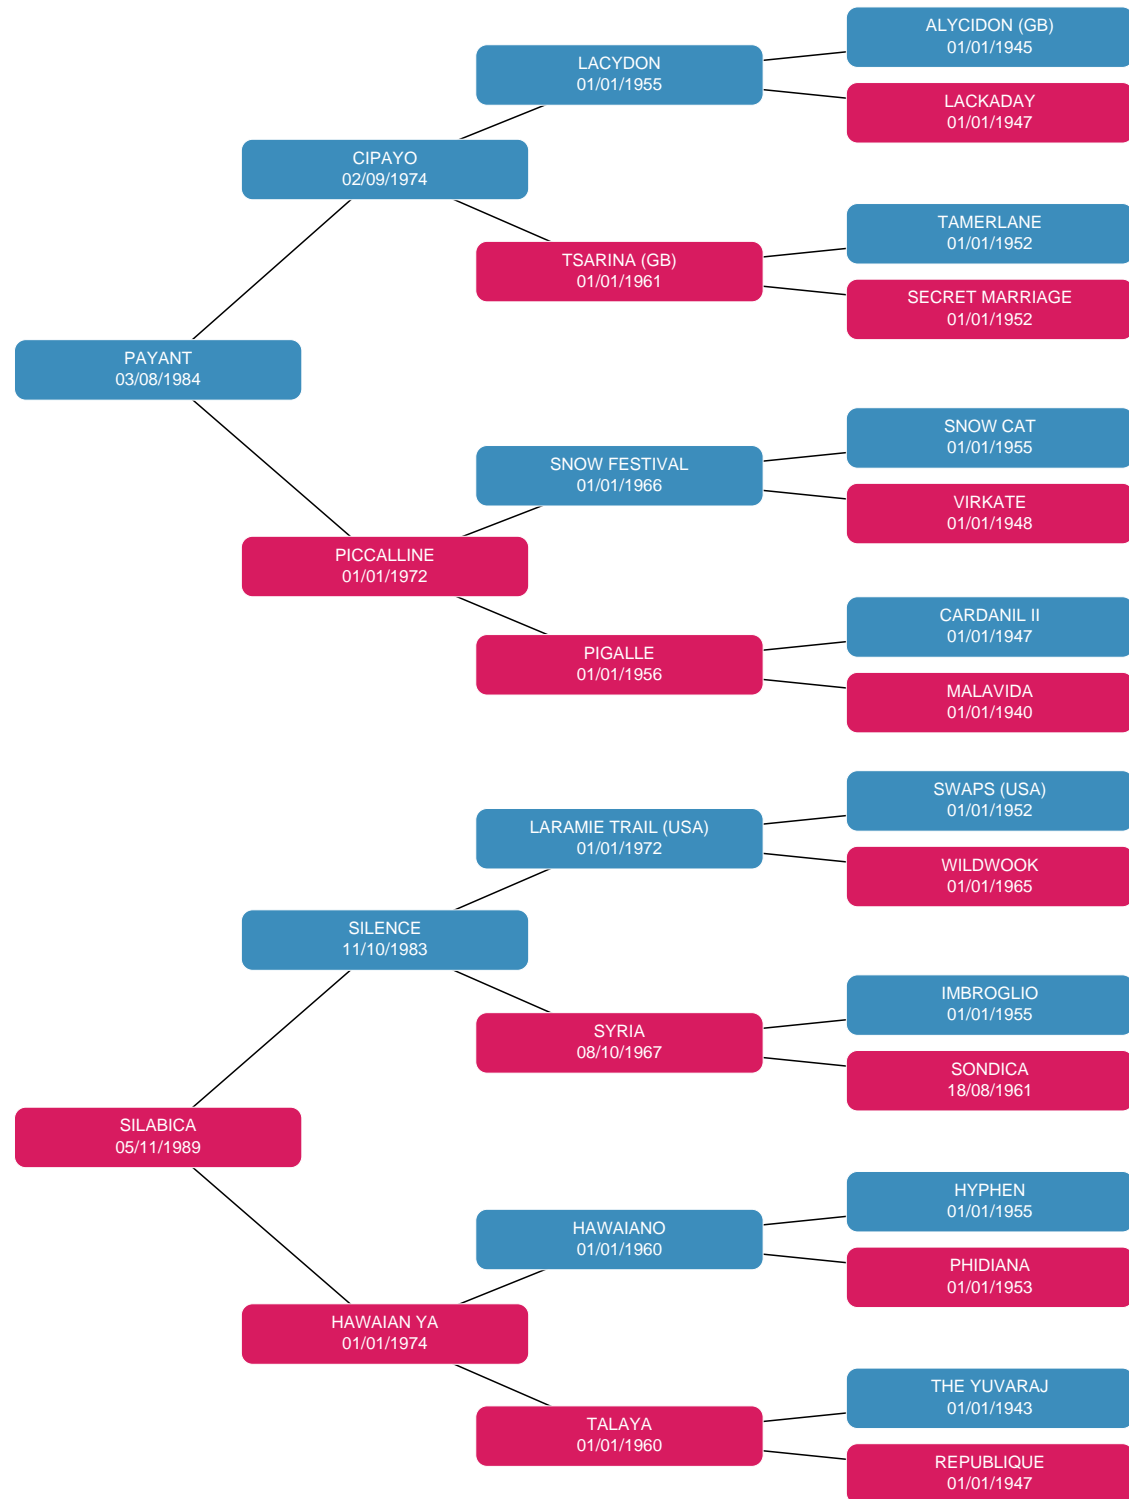 ALYCIDON (GB)
01/01/1945
LACYDON
01/01/1955
LACKADAY
01/01/1947
CIPAYO
02/09/1974
TAMERLANE
01/01/1952
TSARINA (GB)
01/01/1961
SECRET MARRIAGE
01/01/1952
PAYANT
03/08/1984
SNOW CAT
01/01/1955
SNOW FESTIVAL
01/01/1966
VIRKATE
01/01/1948
PICCALLINE
01/01/1972
CARDANIL II
01/01/1947
PIGALLE
01/01/1956
MALAVIDA
01/01/1940
SWAPS (USA)
01/01/1952
LARAMIE TRAIL (USA)
01/01/1972
WILDWOOK
01/01/1965
SILENCE
11/10/1983
IMBROGLIO
01/01/1955
SYRIA
08/10/1967
SONDICA
18/08/1961
SILABICA
05/11/1989
HYPHEN
01/01/1955
HAWAIANO
01/01/1960
PHIDIANA
01/01/1953
HAWAIAN YA
01/01/1974
THE YUVARAJ
01/01/1943
TALAYA
01/01/1960
REPUBLIQUE
01/01/1947